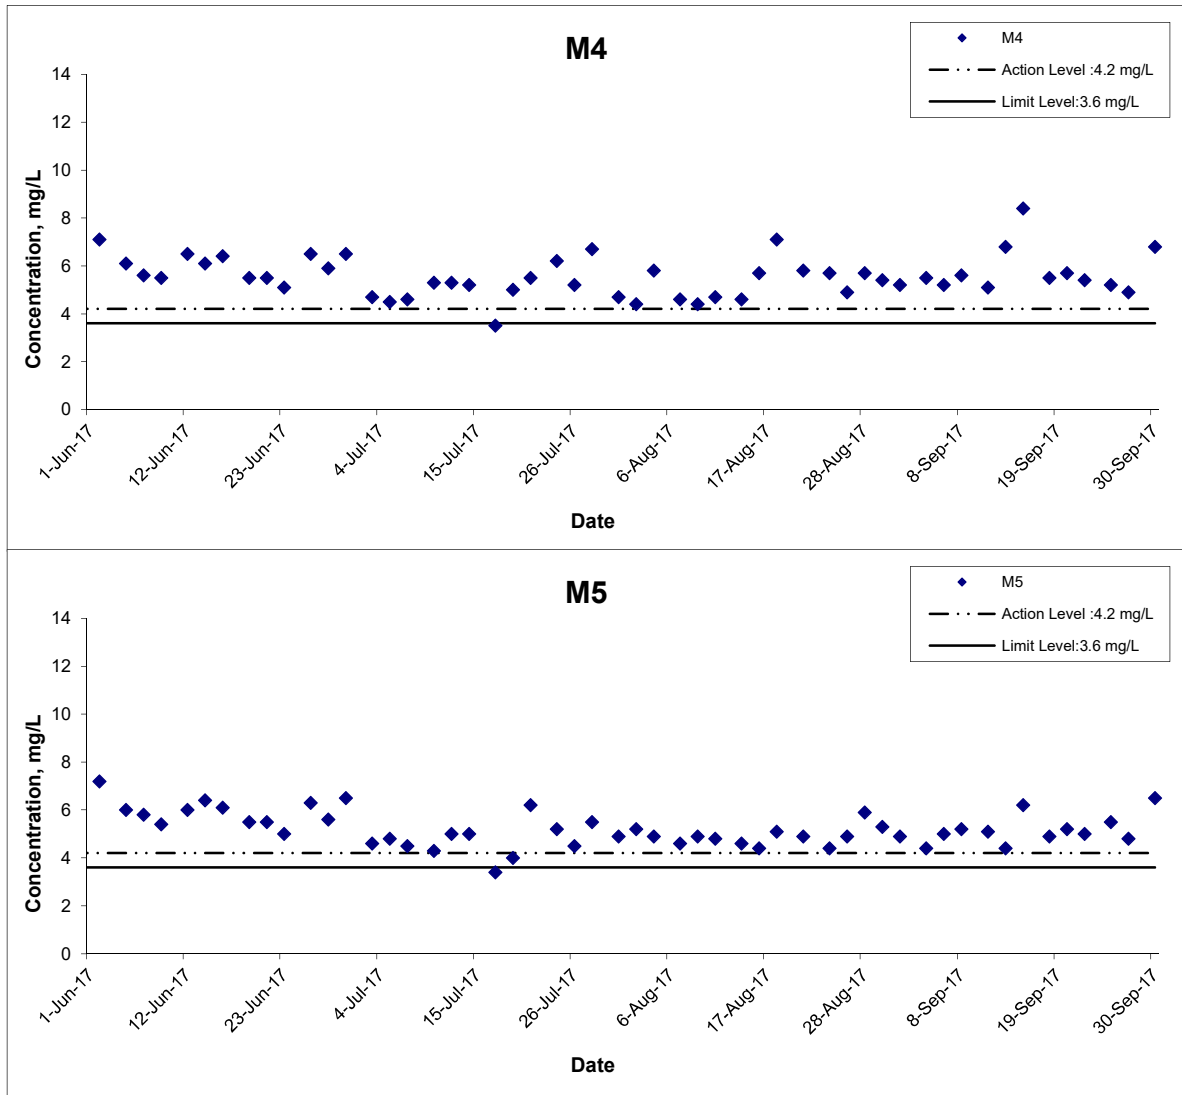 M4
M4
Action Level :4.2 mg/L
Limit Level:3.6 mg/L
Concentration, mg/L
14
12
10
8
6
4
2
0
1-Jun-17
12-Jun-17
23-Jun-17
4-Jul-17
15-Jul-17
26-Jul-17
6-Aug-17
17-Aug-17
28-Aug-17
8-Sep-17
19-Sep-17
30-Sep-17
Date
M5
M5
Action Level :4.2 mg/L
Limit Level:3.6 mg/L
Concentration, mg/L
14
12
10
8
6
4
2
0
1-Jun-17
12-Jun-17
23-Jun-17
4-Jul-17
15-Jul-17
26-Jul-17
6-Aug-17
17-Aug-17
28-Aug-17
8-Sep-17
19-Sep-17
30-Sep-17
Date